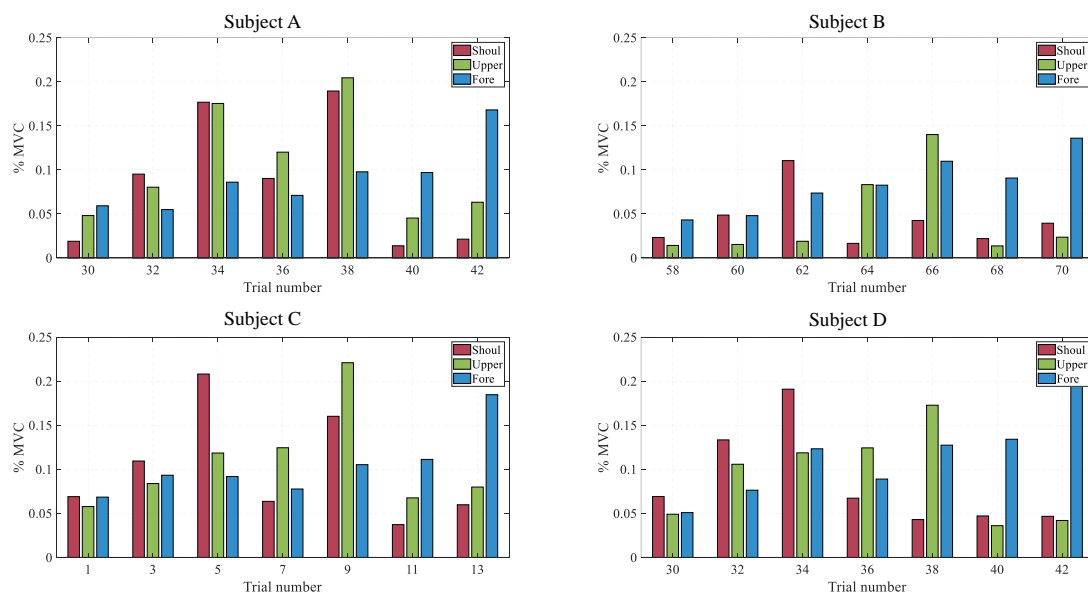 Subject A
0.25
0.2
0.15
0.1
0.05
0
% MVC
Shoul
Upper
Fore
30 32 34 36 38 40 42
Trial number
Subject B
0.25
0.2
0.15
0.1
0.05
0
% MVC
Shoul
Upper
Fore
58 60 62 64 66 68 70
Trial number
Subject C
0.25
0.2
0.15
0.1
0.05
0
% MVC
Shoul
Upper
Fore
1 3 5 7 9 11 13
Trial number
Subject D
0.25
0.2
0.15
0.1
0.05
0
% MVC
Shoul
Upper
Fore
30 32 34 36 38 40 42
Trial number